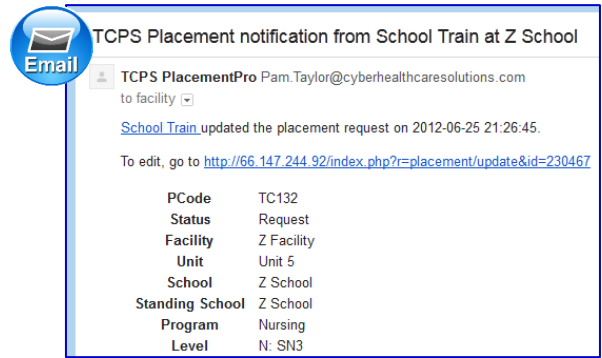 Email
TCPS Placement notification from School Train at Z School
TCPS PlacementPro Pam.Taylor@cyberhealthcaresolutions.com
to facility
School Train updated the placement request on 2012-06-25 21:26:45.
To edit, go to http://66.147.244.92/index.php?r=placement/update&id=230467
PCode TC132
Status Request
Facility Z Facility
Unit Unit 5
School Z School
Standing School Z School
Program Nursing
Level N: SN3